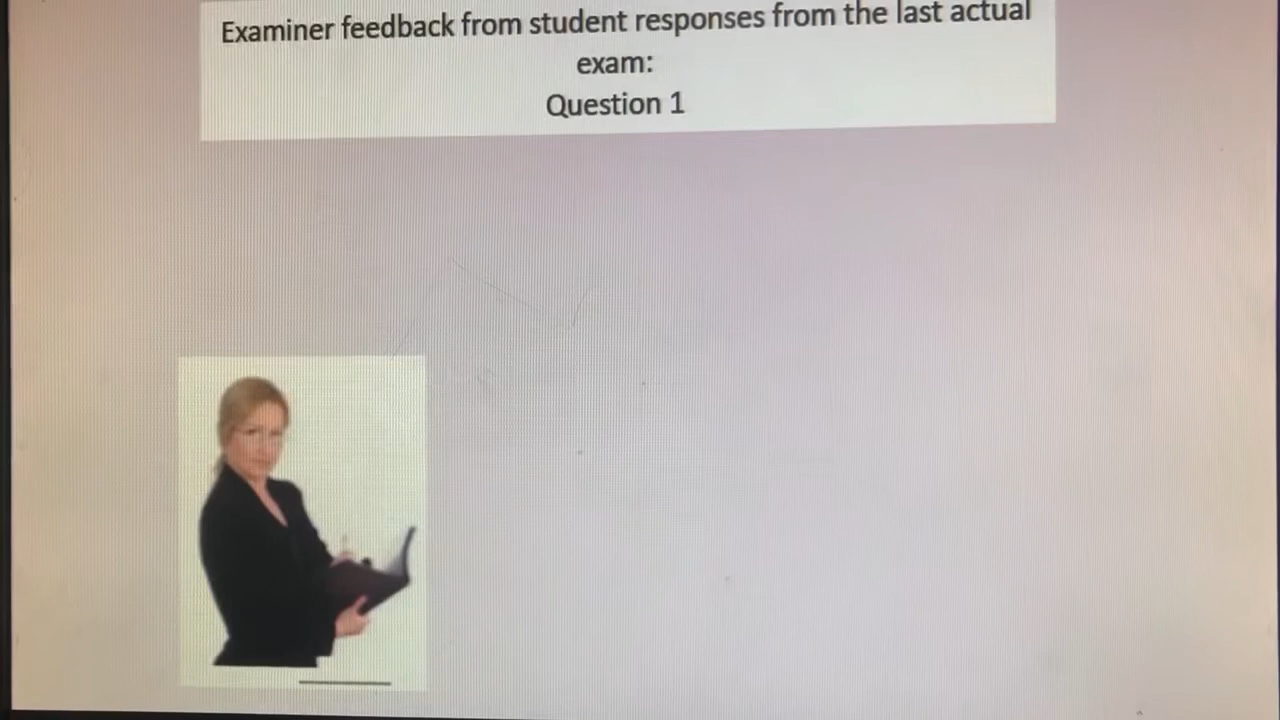 Examiner feedback from student responses from the last actual
exam:
Question 1